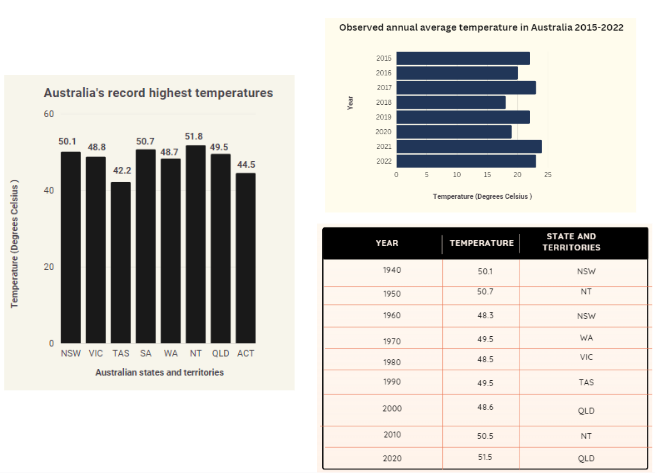 Australia's record highest temperatures
Temperature (Degrees Celsius )
60
40
20
0
50.1 48.8 42.2 50.7 48.7 51.8 49.5 44.5
NSW VIC TAS SA WA NT QLD ACT
Australian states and territories
Observed annual average temperature in Australia 2015-2022
Year
2015
2016
2017
2018
2019
2020
2021
2022
0 5 10 15 20 25
Temperature (Degrees Celsius )
YEAR TEMPERATURE STATE AND
TERRITORIES
1940 50.1 NSW
1950 50.7 NT
1960 48.3 NSW
1970 49.5 WA
1980 48.5 VIC
1990 49.5 TAS
2000 48.6 QLD
2010 50.5 NT
2020 51.5 QLD